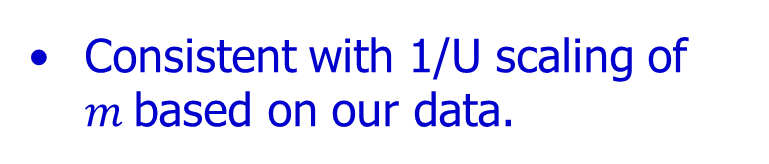 • Consistent with 1/U scaling of
m based on our data.